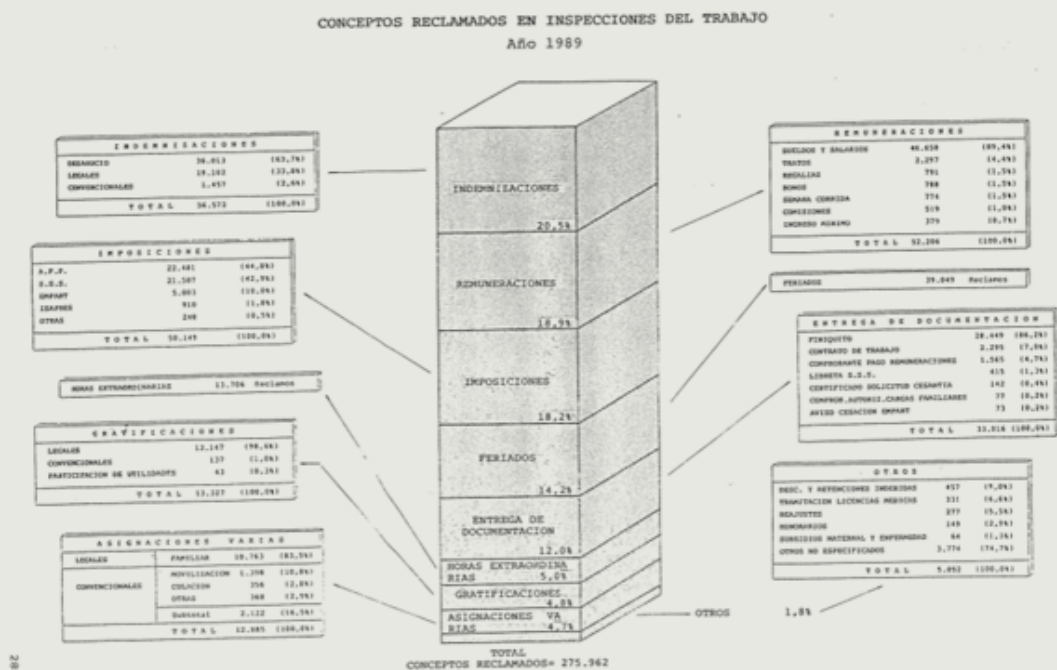 CONCEPTOS RECLAMADOS EN INSPECCIONES DEL TRABAJO
Año 1989
INDEMNIZACIONES
DESAHUCIO 36.013 (63,7%)
LEGALES 19.102 (33,8%)
CONVENCIONALES 1.457 (2,6%)
TOTAL (100,0%)
IMPOSICIONES
A.F.P. 22.401 (44,8%)
S.S.S. (42,9%)
EMPART 5.003 (10,0%)
ISAPRES 910 (1,8%)
OTRAS 248 (0,5%)
TOTAL 50.149 (100,0%)
HORAS EXTRAORDINARIAS 13.706 Reclamos
GRATIFICACIONES
LEGALES (98,6%)
CONVENCIONALES 137 (1,0%)
PARTICIPACION DE UTILIDADES 43 (0,3%)
TOTAL 13.327 (100,0%)
ASIGNACIONES VARIAS
LEGALES FAMILIAR 10.763 (83,5%)
CONVENCIONALES MOVILIZACION (10,8%)
COLACION 356 (2,8%)
OTRAS 368
Subtotal 2.122 (16,5%)
TOTAL 12.885 (100,0%)
INDEMNIZACIONES
20,5%
REMUNERACIONES
18,9%
IMPOSICIONES
18,2%
FERIADOS
14,2%
ENTREGA DE
DOCUMENTACION
12.0%
HORAS EXTRAORDINA
RIAS 5,0%
GRATIFICACIONES
4,8%
ASIGNACIONES VA
RIAS 4,7%
OTROS 1,8%
TOTAL
CONCEPTOS RECLAMADOS= 275.962
REMUNERACIONES
SUELDOS Y SALARIOS 46.658 (89,4%)
TRATOS 2.297 (4,4%)
REGALIAS 791 (1,5%)
BONOS 788 (1,5%)
SEMANA CORRIDA 774 (1,5%)
COMISIONES 519 (1,0%)
INGRESO MINIMO 379 (0,7%)
TOTAL 52.206 (100,0%)
FERIADOS 39.049 Reclamos
ENTREGA DE DOCUMENTACION
FINIQUITO 28.449 (86,2%)
CONTRATO DE TRABAJO 2.295 (7,0%)
COMPROBANTE PAGO REMUNERACIONES 1.565 (4,7%)
LIBRETA S.S.S. 415 (1,3%)
CERTIFICADO SOLICITUD CESANTIA 142 (0,4%)
COMPROB.AUTORIZ.CARGAS FAMILIARES 77 (0,2%)
AVISO CESACION EMPART 73 (0,2%)
TOTAL 33.016 (100,0%)
OTROS
DESC. Y RETENCIONES INDEBIDAS 457 (9,0%)
TRAMITACION LICENCIAS MEDICAS 331 (6,6%)
REAJUSTES 277 (5,5%)
HONORARIOS 149 (2,9%)
SUBSIDIOS MATERNAL Y ENFERMEDAD 64 (1,3%)
OTROS NO ESPECIFICADOS 3.774 (74,7%)
TOTAL 5.052 (100,0%)
28